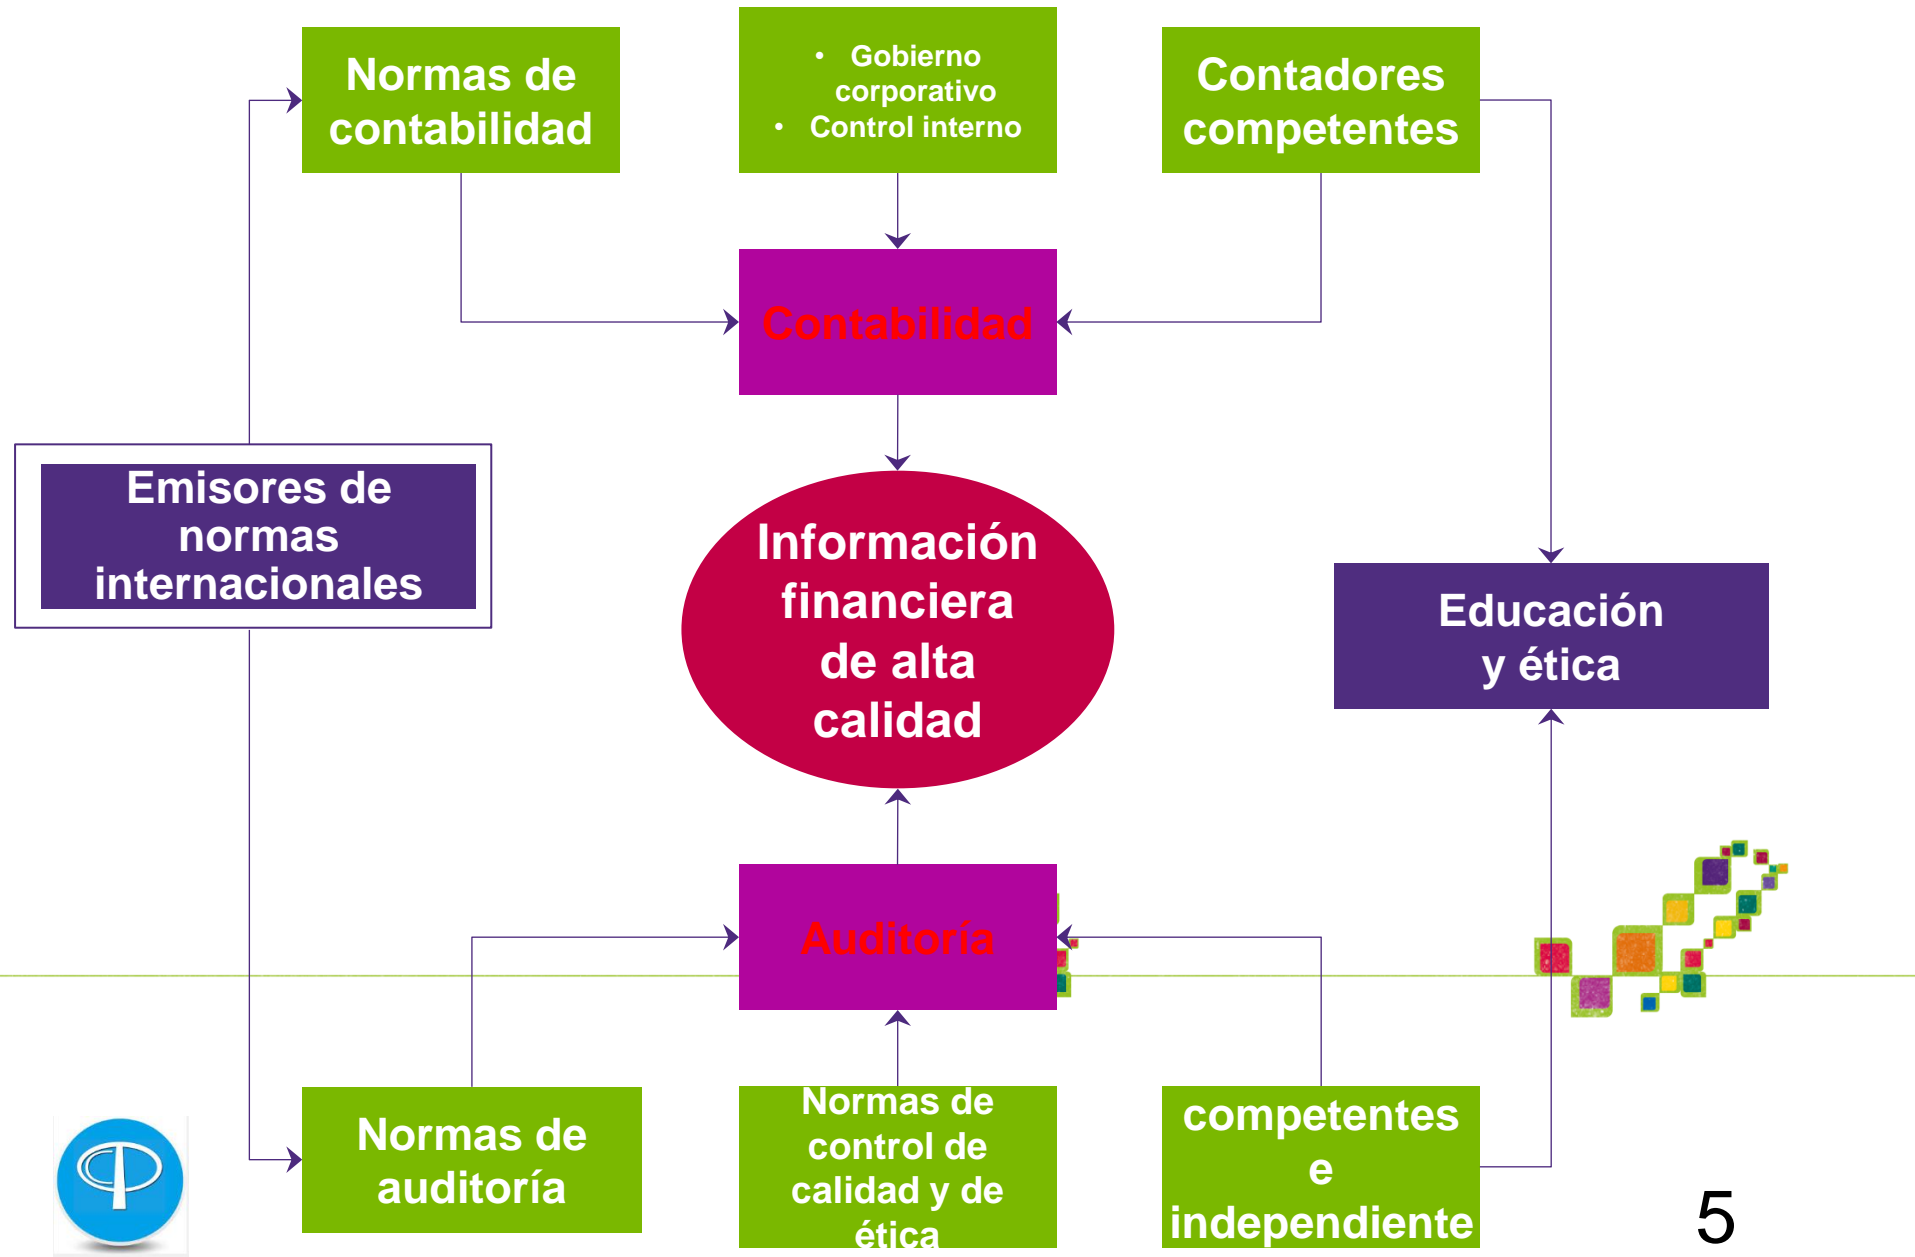 Normas de
contabilidad
• Gobierno
corporativo
• Control interno
Contadores
competentes
Contabilidad
Emisores de
normas
internacionales
Información
financiera
de alta
calidad
Educación
y ética
Auditoría
Normas de
auditoría
Normas de
control de
calidad y de
ética
competentes
e
independiente
5